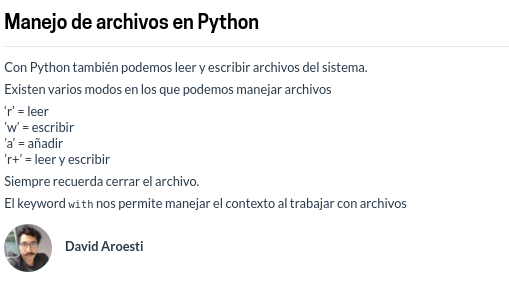 Manejo de archivos en Python
Con Python también podemos leer y escribir archivos del sistema.
Existen varios modos en los que podemos manejar archivos
‘r’ = leer
’w’ = escribir
’a’ = añadir
’r+’ = leer y escribir
Siempre recuerda cerrar el archivo.
El keyword with nos permite manejar el contexto al trabajar con archivos
David Aroesti